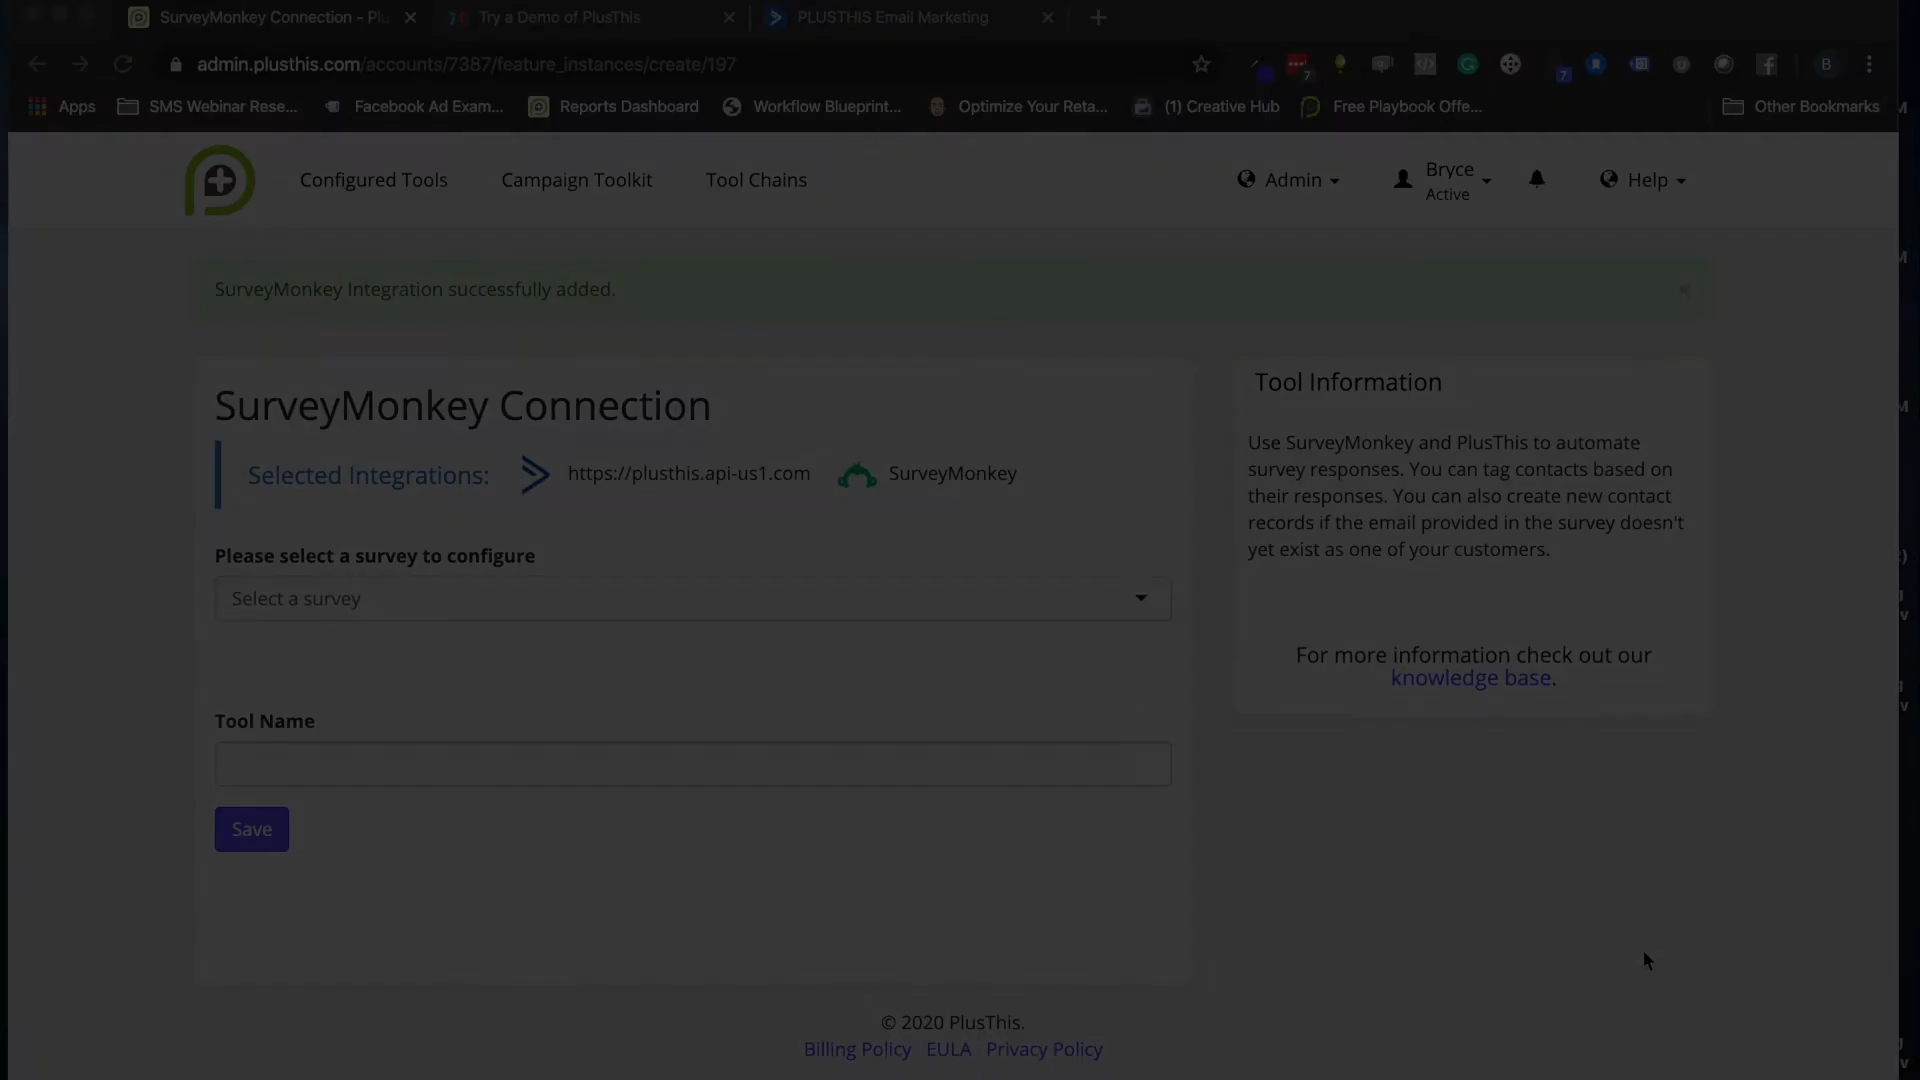 SurveyMonkey Connection - Plu
Try a Demo of PlusThis
PLUSTHIS Email Marketing
admin.plusthis.com/accounts/7387/feature_instances/create/197
7
7
B
Apps
SMS Webinar Rese...
Facebook Ad Exam...
Reports Dashboard
Workflow Blueprint...
Optimize Your Reta...
(1) Creative Hub
Free Playbook Offe...
Other Bookmarks
Configured Tools
Campaign Toolkit
Tool Chains
Admin
Bryce
Active
Help
SurveyMonkey Integration successfully added.
SurveyMonkey Connection
Selected Integrations:
https://plusthis.api-us1.com
SurveyMonkey
Please select a survey to configure
Select a survey
Tool Name
Save
Tool Information
Use SurveyMonkey and PlusThis to automate
survey responses. You can tag contacts based on
their responses. You can also create new contact
records if the email provided in the survey doesn't
yet exist as one of your customers.
For more information check out our
knowledge base.
© 2020 PlusThis.
Billing Policy EULA Privacy Policy